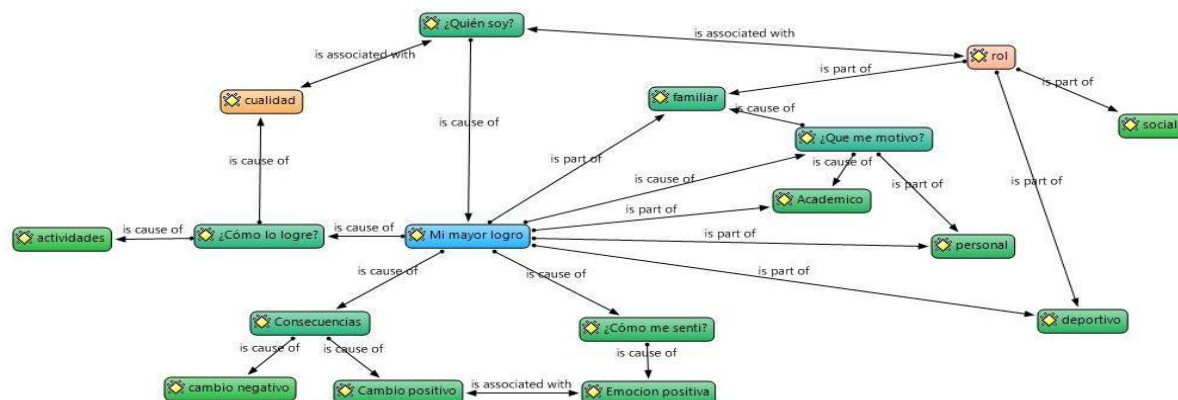 ¿Quién soy?
is associated with
rol
is associated with
is part of
cualidad
familiar
is part of
is cause of
is cause of
social
¿Que me motivo?
is cause of
is part of
is cause of
is cause of
is part of
is part of
Academico
is part of
actividades
is cause of
¿Cómo lo logre?
is cause of
Mi mayor logro
is part of
personal
is cause of
is cause of
is part of
Consecuencias
¿Cómo me senti?
deportivo
is cause of
is cause of
is cause of
cambio negativo
Cambio positivo
is associated with
Emocion positiva